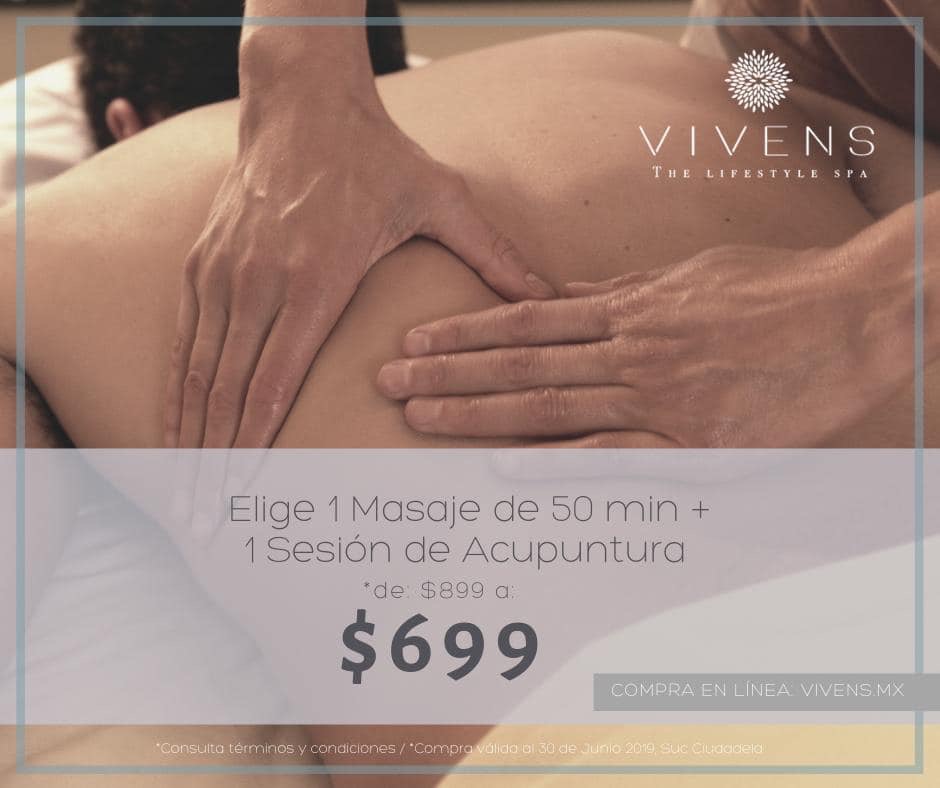 VIVENS
THE LIFESTYLE SPA
Elige 1 Masaje de 50 min +
1 Sesión de Acupuntura
*de: $899 a:
$699
COMPRA EN LÍNEA: VIVENS.MX
*Consulta términos y condiciones / *Compra válida al 30 de Junio 2019, Suc Ciudadela